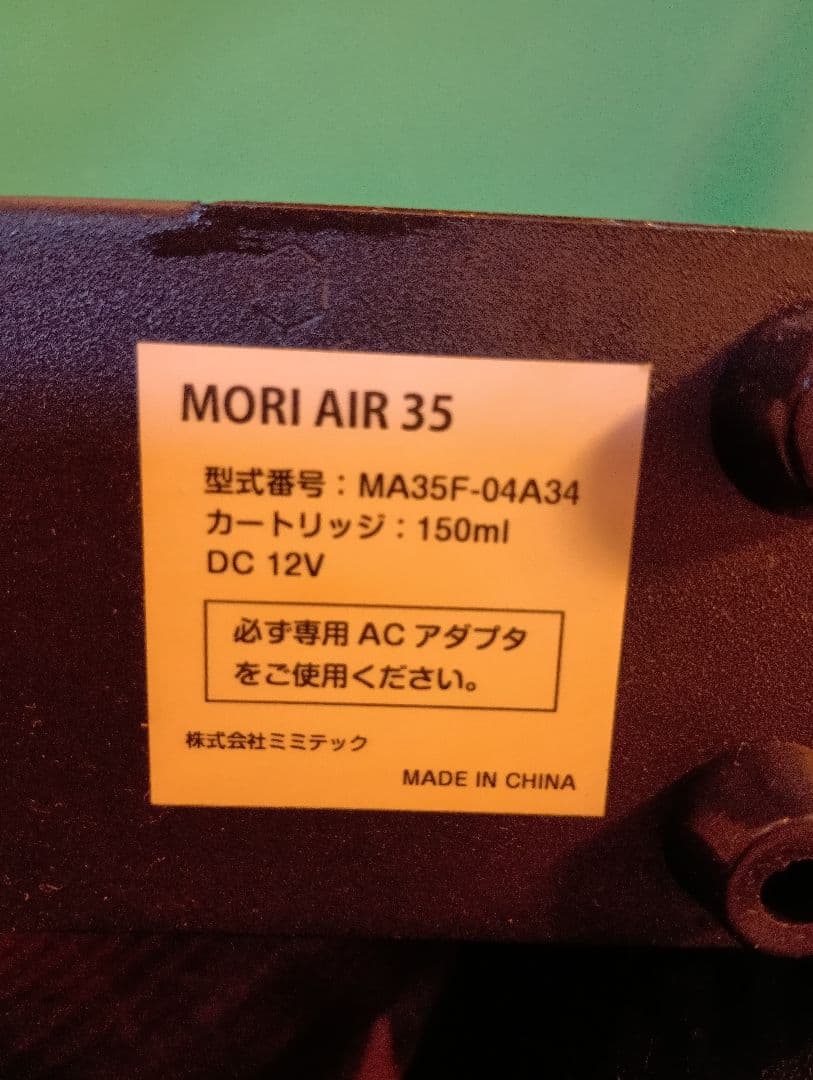 MORI AIR 35
型式番号：MA35F-04A34
カートリッジ：150ml
DC 12V
必ず専用 AC アダプタ
をご使用ください。
株式会社ミミテック
MADE IN CHINA